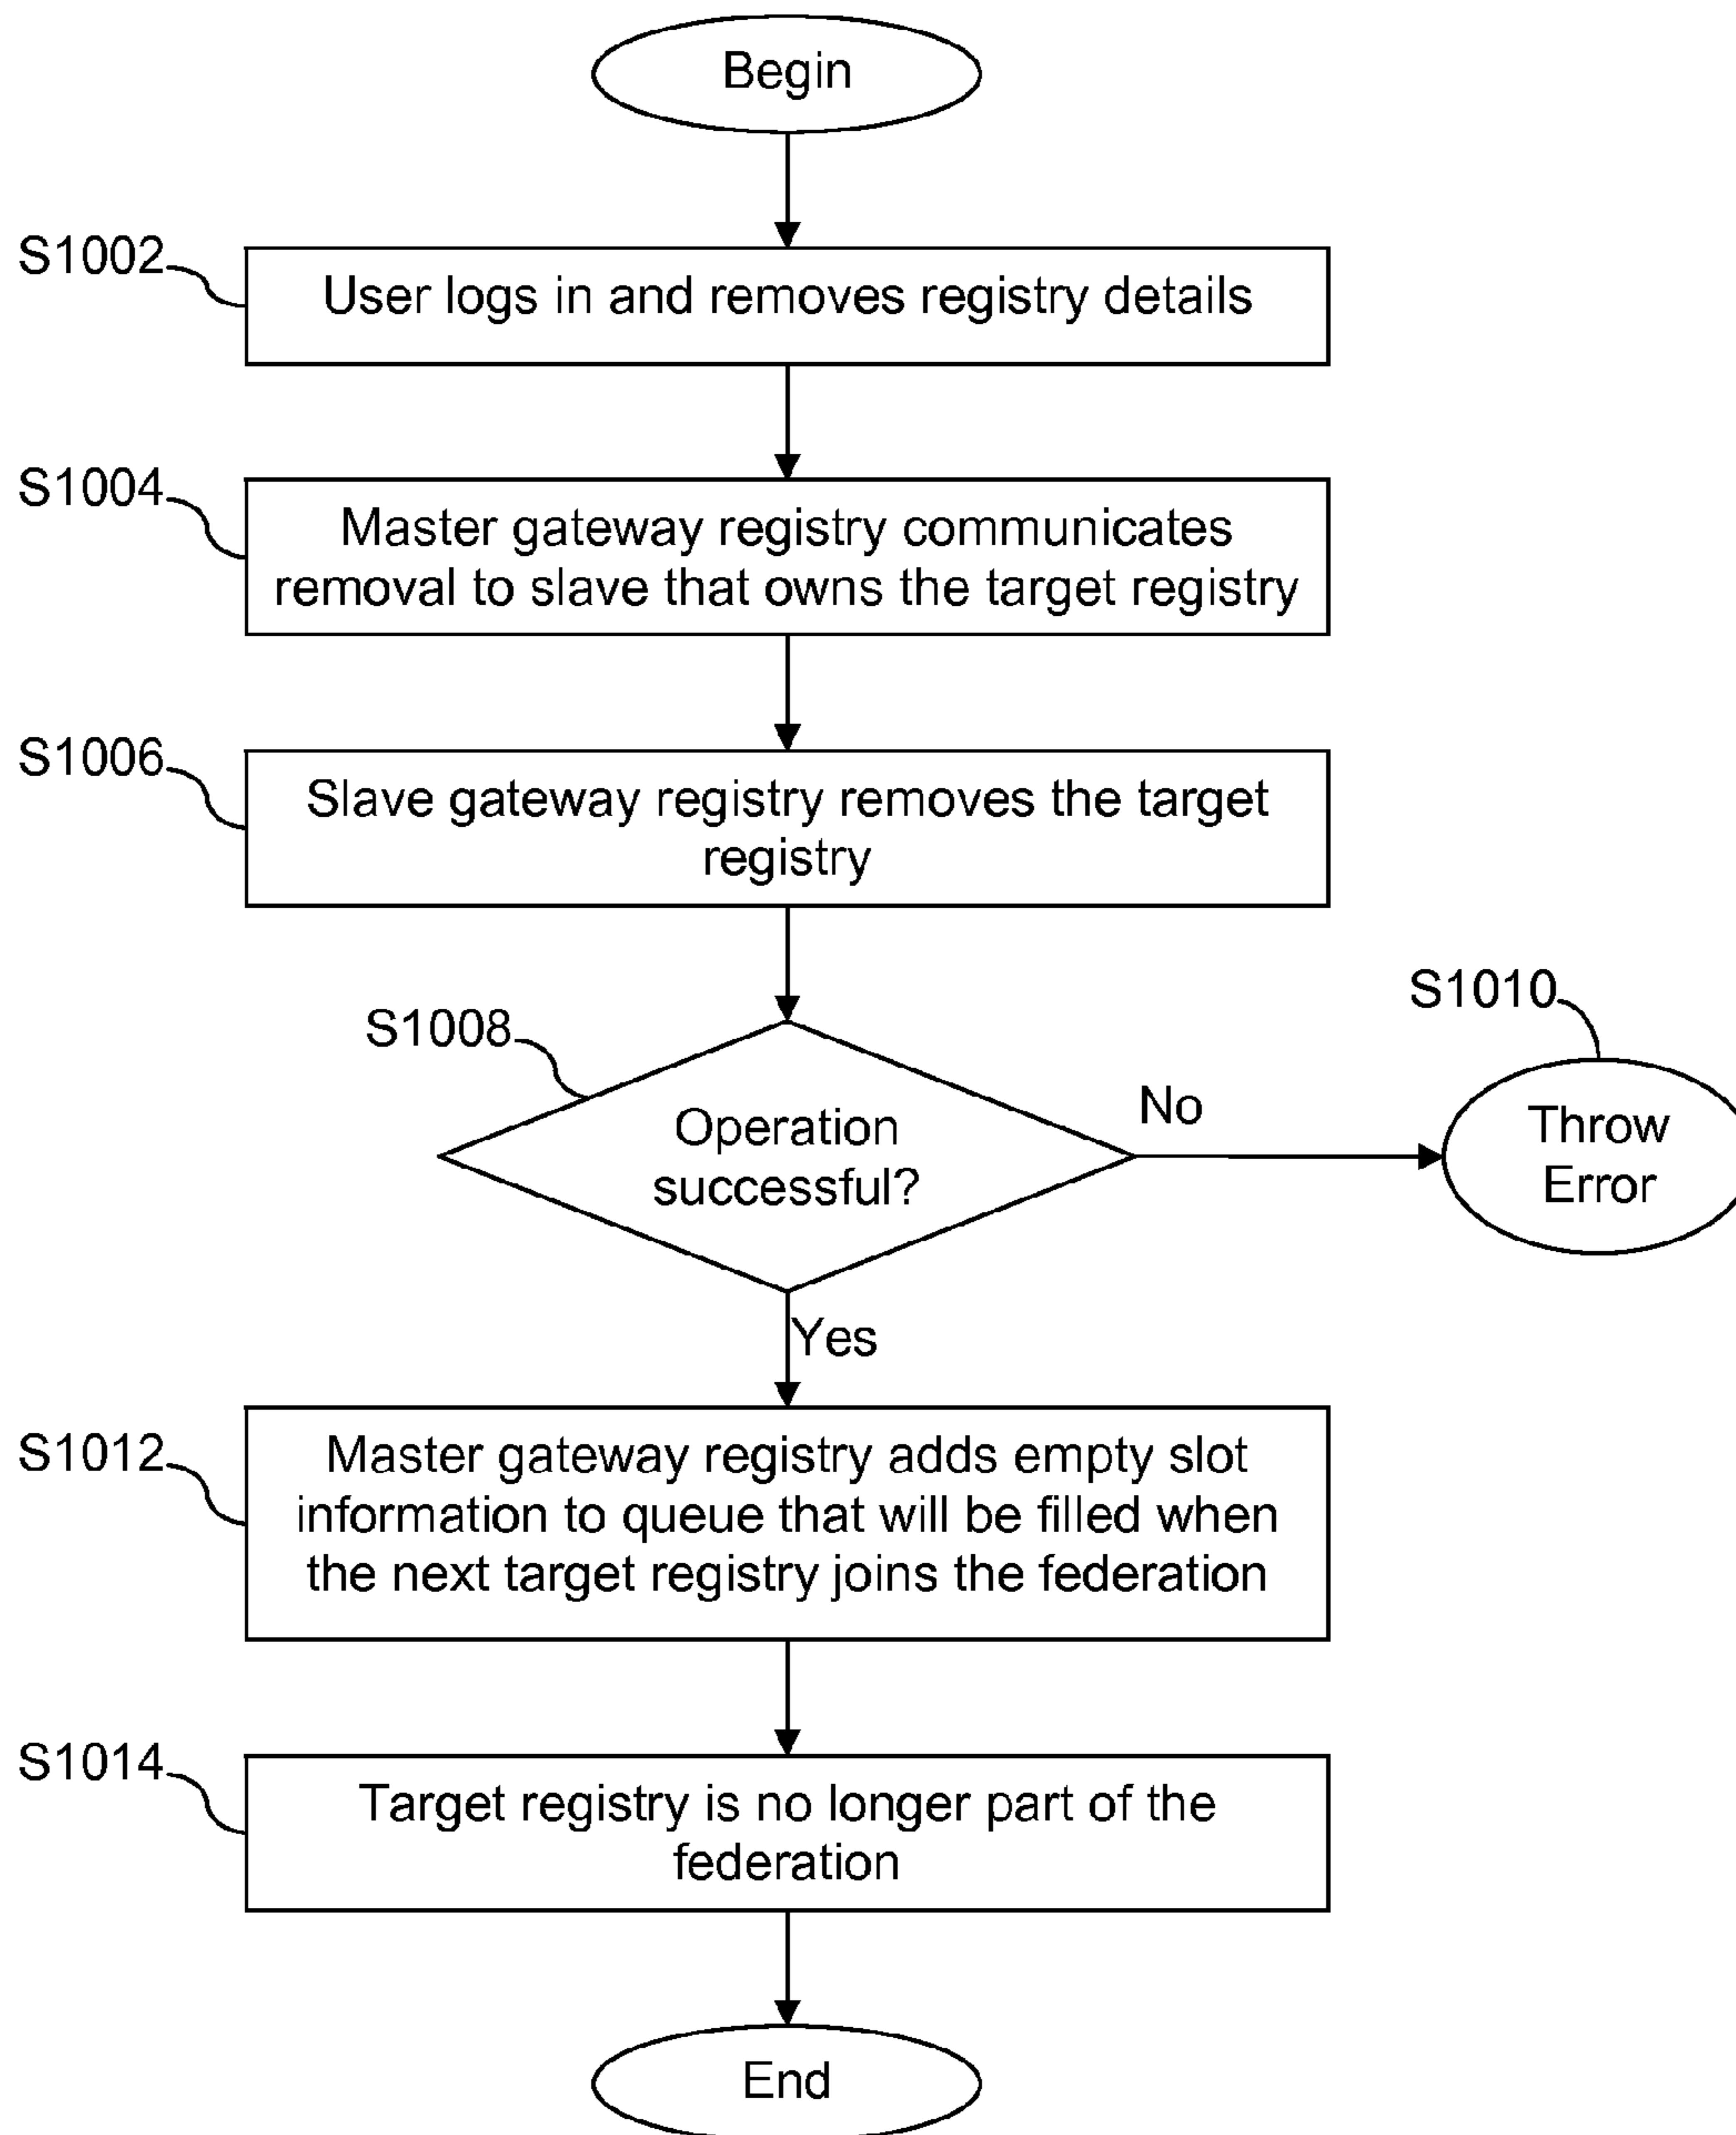 Begin
S1002
User logs in and removes registry details
S1004
Master gateway registry communicates
removal to slave that owns the target registry
S1006
Slave gateway registry removes the target
registry
S1010
S1008
No
Operation
successful?
Throw
Error
Yes
S1012
Master gateway registry adds empty slot
information to queue that will be filled when
the next target registry joins the federation
S1014
Target registry is no longer part of the
federation
End